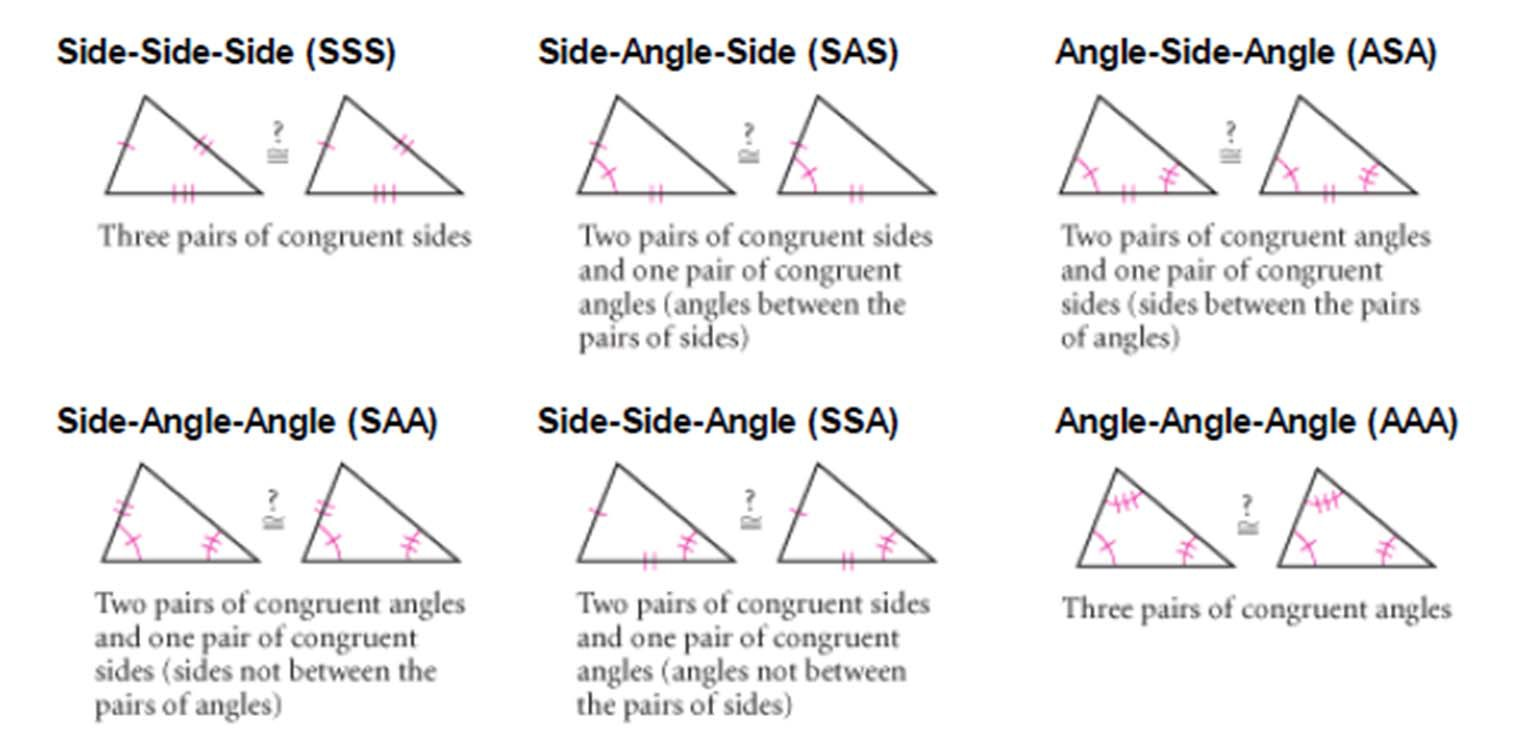 Side-Side-Side (SSS)
?
≅
Three pairs of congruent sides
Side-Angle-Side (SAS)
?
≅
Two pairs of congruent sides
and one pair of congruent
angles (angles between the
pairs of sides)
Angle-Side-Angle (ASA)
?
≅
Two pairs of congruent angles
and one pair of congruent
sides (sides between the pairs
of angles)
Side-Angle-Angle (SAA)
?
≅
Two pairs of congruent angles
and one pair of congruent
sides (sides not between the
pairs of angles)
Side-Side-Angle (SSA)
?
≅
Two pairs of congruent sides
and one pair of congruent
angles (angles not between
the pairs of sides)
Angle-Angle-Angle (AAA)
?
≅
Three pairs of congruent angles